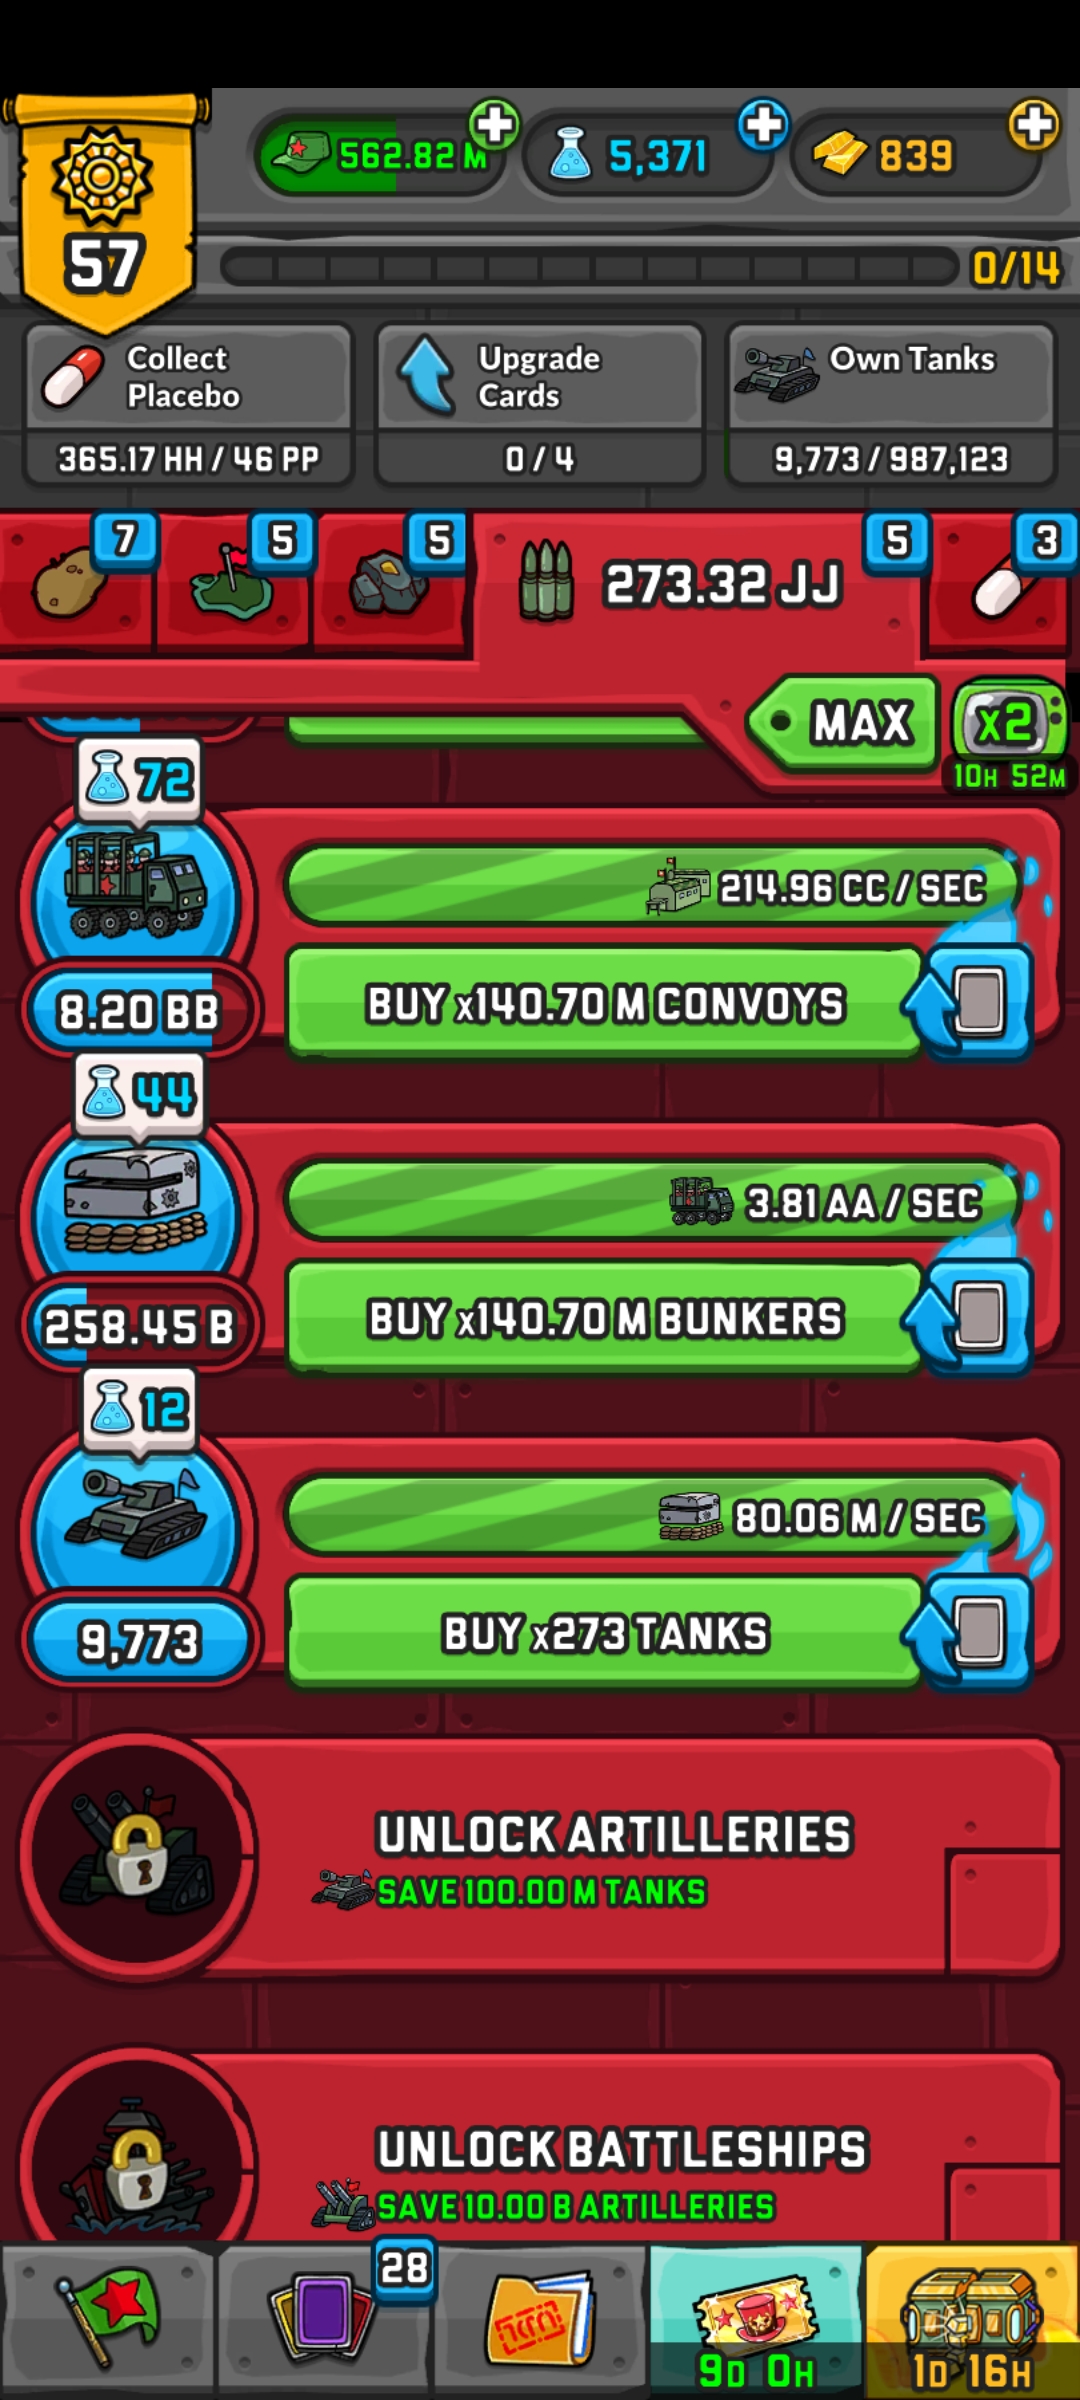 562.82 M
5,371
839
57
0/14
Collect
Placebo
365.17 HH / 46 PP
Upgrade
Cards
0 / 4
Own Tanks
9,773 / 987,123
7
5
5
273.32 JJ
5
3
MAX
x2
10H 52M
72
214.96 CC / SEC
8.20 BB
BUY x140.70 M CONVOYS
44
3.81 AA / SEC
258.45 B
BUY x140.70 M BUNKERS
12
80.06 M / SEC
9,773
BUY x273 TANKS
UNLOCK ARTILLERIES
SAVE 100.00 M TANKS
UNLOCK BATTLESHIPS
SAVE 10.00 B ARTILLERIES
28
9D 0H
1D 16H